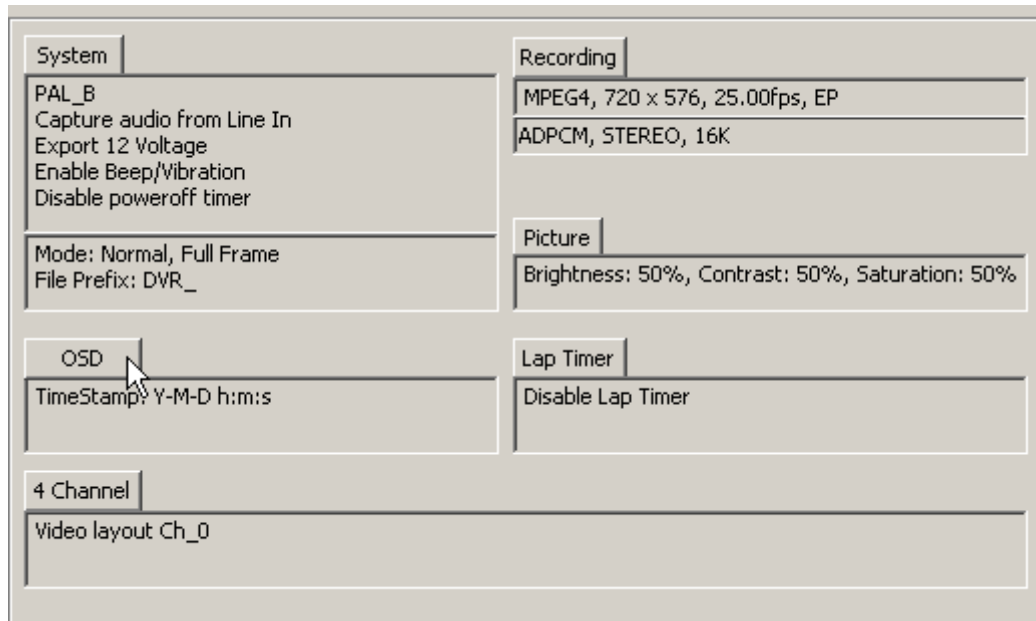 System
PAL_B
Capture audio from Line In
Export 12 Voltage
Enable Beep/Vibration
Disable poweroff timer
Mode: Normal, Full Frame
File Prefix: DVR_
Recording
MPEG4, 720 x 576, 25.00fps, EP
ADPCM, STEREO, 16K
Picture
Brightness: 50%, Contrast: 50%, Saturation: 50%
OSD
TimeStamp: Y-M-D h:m:s
Lap Timer
Disable Lap Timer
4 Channel
Video layout Ch_0